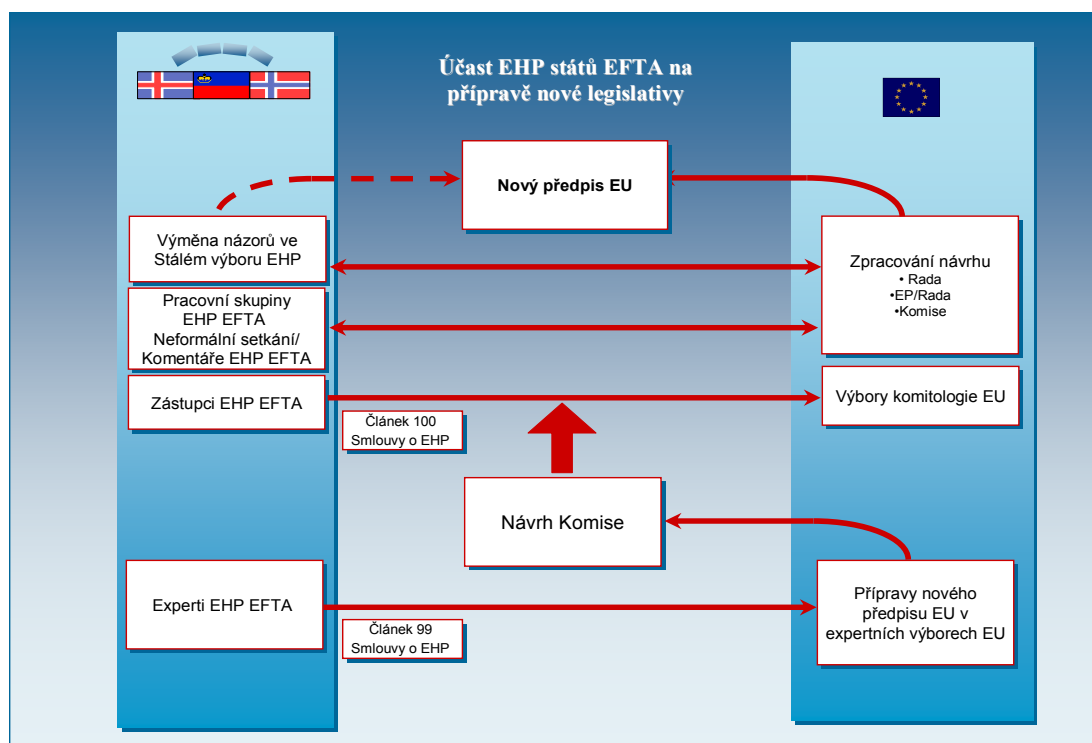 Účast EHP států EFTA na
přípravě nové legislativy
Nový předpis EU
Výměna názorů ve
Stálém výboru EHP
Zpracování návrhu
• Rada
•EP/Rada
•Komise
Pracovní skupiny
EHP EFTA
Neformální setkání/
Komentáře EHP EFTA
Zástupci EHP EFTA
Výbory komitologie EU
Článek 100
Smlouvy o EHP
Návrh Komise
Experti EHP EFTA
Přípravy nového
předpisu EU v
expertních výborech EU
Článek 99
Smlouvy o EHP